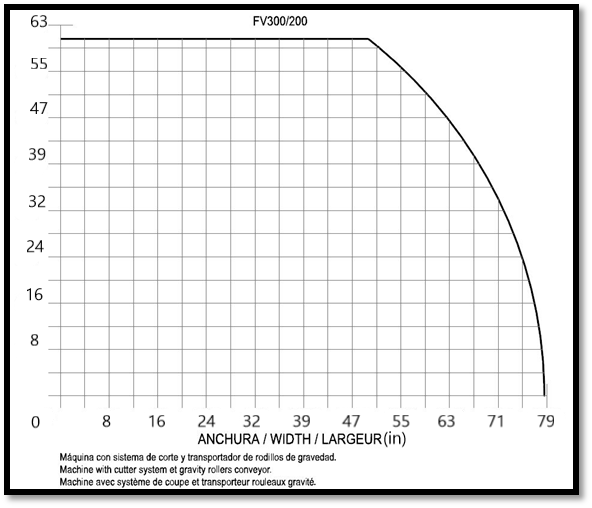 FV300/200
63
55
47
39
32
24
16
8
0 8 16 24 32 39 47 55 63 71 79
ANCHURA / WIDTH / LARGEUR (in)
Máquina con sistema de corte y transportador de rodillos de gravedad.
Machine with cutter system et gravity rollers conveyor.
Machine avec système de coupe et transporteur rouleaux gravité.